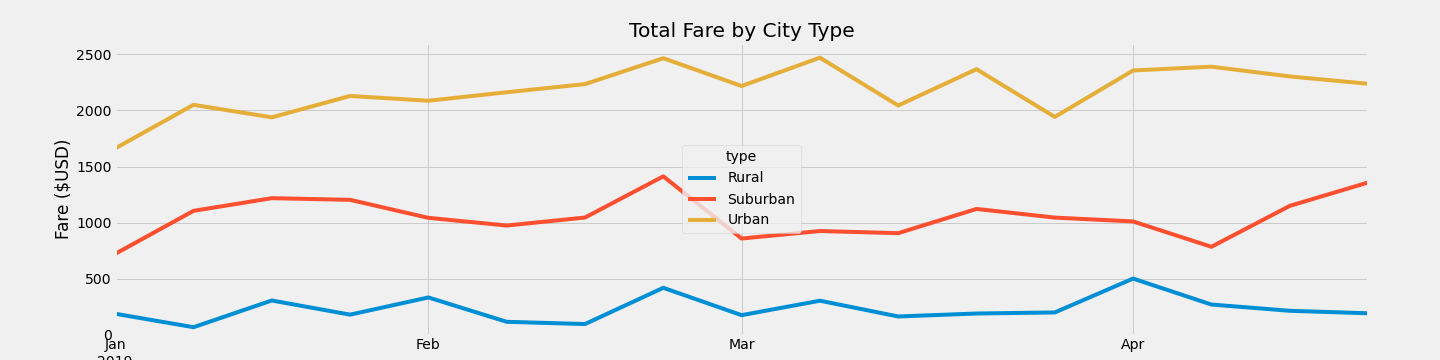 Total Fare by City Type
Fare ($USD)
2500
2000
1500
1000
500
0
type
Rural
Suburban
Urban
Jan
Feb
Mar
Apr
2019